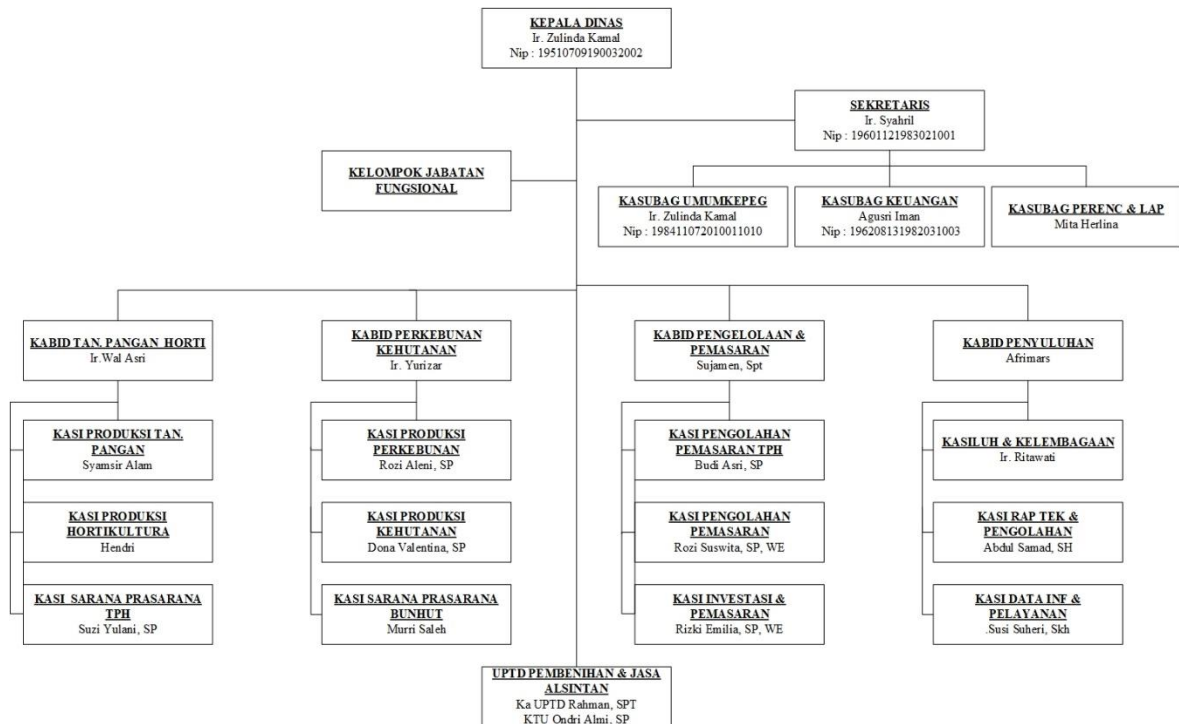 KEPALA DINAS
Ir. Zulinda Kamal
Nip : 19510709190032002
SEKRETARIS
Ir. Syahril
Nip : 19601121983021001
KELOMPOK JABATAN
FUNGSIONAL
KASUBAG UMUMKEPEG
Ir. Zulinda Kamal
Nip : 198411072010011010
KASUBAG KEUANGAN
Agusri Iman
Nip : 196208131982031003
KASUBAG PERENC & LAP
Mita Herlina
KABID TAN. PANGAN HORTI
Ir.Wal Asri
KABID PERKEBUNAN
KEHUTANAN
Ir. Yurizar
KABID PENGELOLAAN &
PEMASARAN
Sujamen, Spt
KABID PENYULUHAN
Afrimars
KASI PRODUKSI TAN.
PANGAN
Syamsir Alam
KASI PRODUKSI
PERKEBUNAN
Rozi Aleni, SP
KASI PENGOLAHAN
PEMASARAN TPH
Budi Asri, SP
KASILUH & KELEMBAGAAN
Ir. Ritawati
KASI PRODUKSI
HORTIKULTURA
Hendri
KASI PRODUKSI
KEHUTANAN
Dona Valentina, SP
KASI PENGOLAHAN
PEMASARAN
Rozi Suswita, SP, WE
KASI RAP TEK &
PENGOLAHAN
Abdul Samad, SH
KASI SARANA PRASARANA
TPH
Suzi Yulani, SP
KASI SARANA PRASARANA
BUNHUT
Murri Saleh
KASI INVESTASI &
PEMASARAN
Rizki Emilia, SP, WE
KASI DATA INF &
PELAYANAN
.Susi Suheri, Skh
UPTD PEMBENIHAN & JASA
ALSINTAN
Ka UPTD Rahman, SPT
KTU Ondri Almi, SP